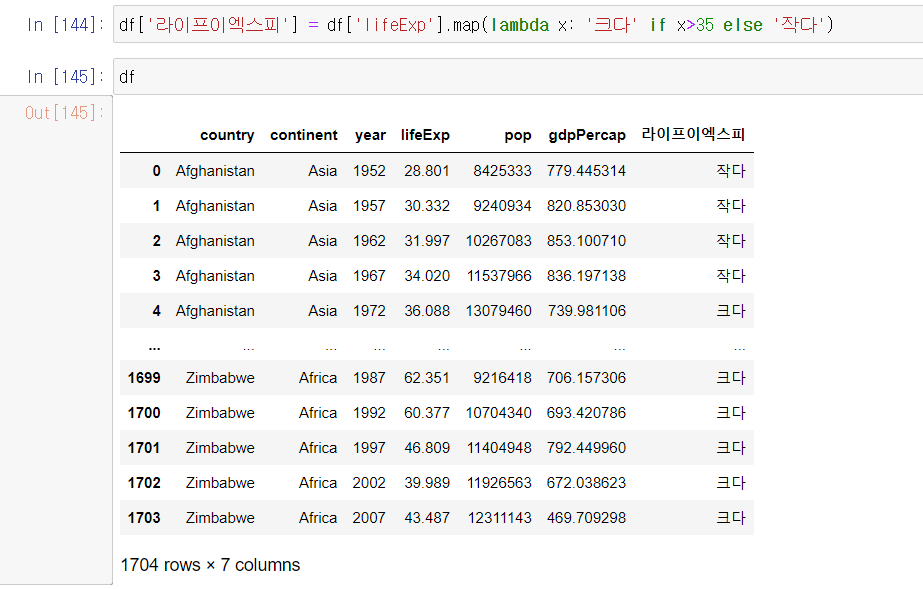 In [144]: df['라이프이엑스피'] = df['lifeExp'].map(lambda x: '크다' if x>35 else '작다')
In [145]: df
Out[145]:
country continent year lifeExp pop gdpPercap 라이프이엑스피
0 Afghanistan Asia 1952 28.801 8425333 779.445314 작다
1 Afghanistan Asia 1957 30.332 9240934 820.853030 작다
2 Afghanistan Asia 1962 31.997 10267083 853.100710 작다
3 Afghanistan Asia 1967 34.020 11537966 836.197138 작다
4 Afghanistan Asia 1972 36.088 13079460 739.981106 크다
... ... ... ... ... ... ... ...
1699 Zimbabwe Africa 1987 62.351 9216418 706.157306 크다
1700 Zimbabwe Africa 1992 60.377 10704340 693.420786 크다
1701 Zimbabwe Africa 1997 46.809 11404948 792.449960 크다
1702 Zimbabwe Africa 2002 39.989 11926563 672.038623 크다
1703 Zimbabwe Africa 2007 43.487 12311143 469.709298 크다
1704 rows × 7 columns